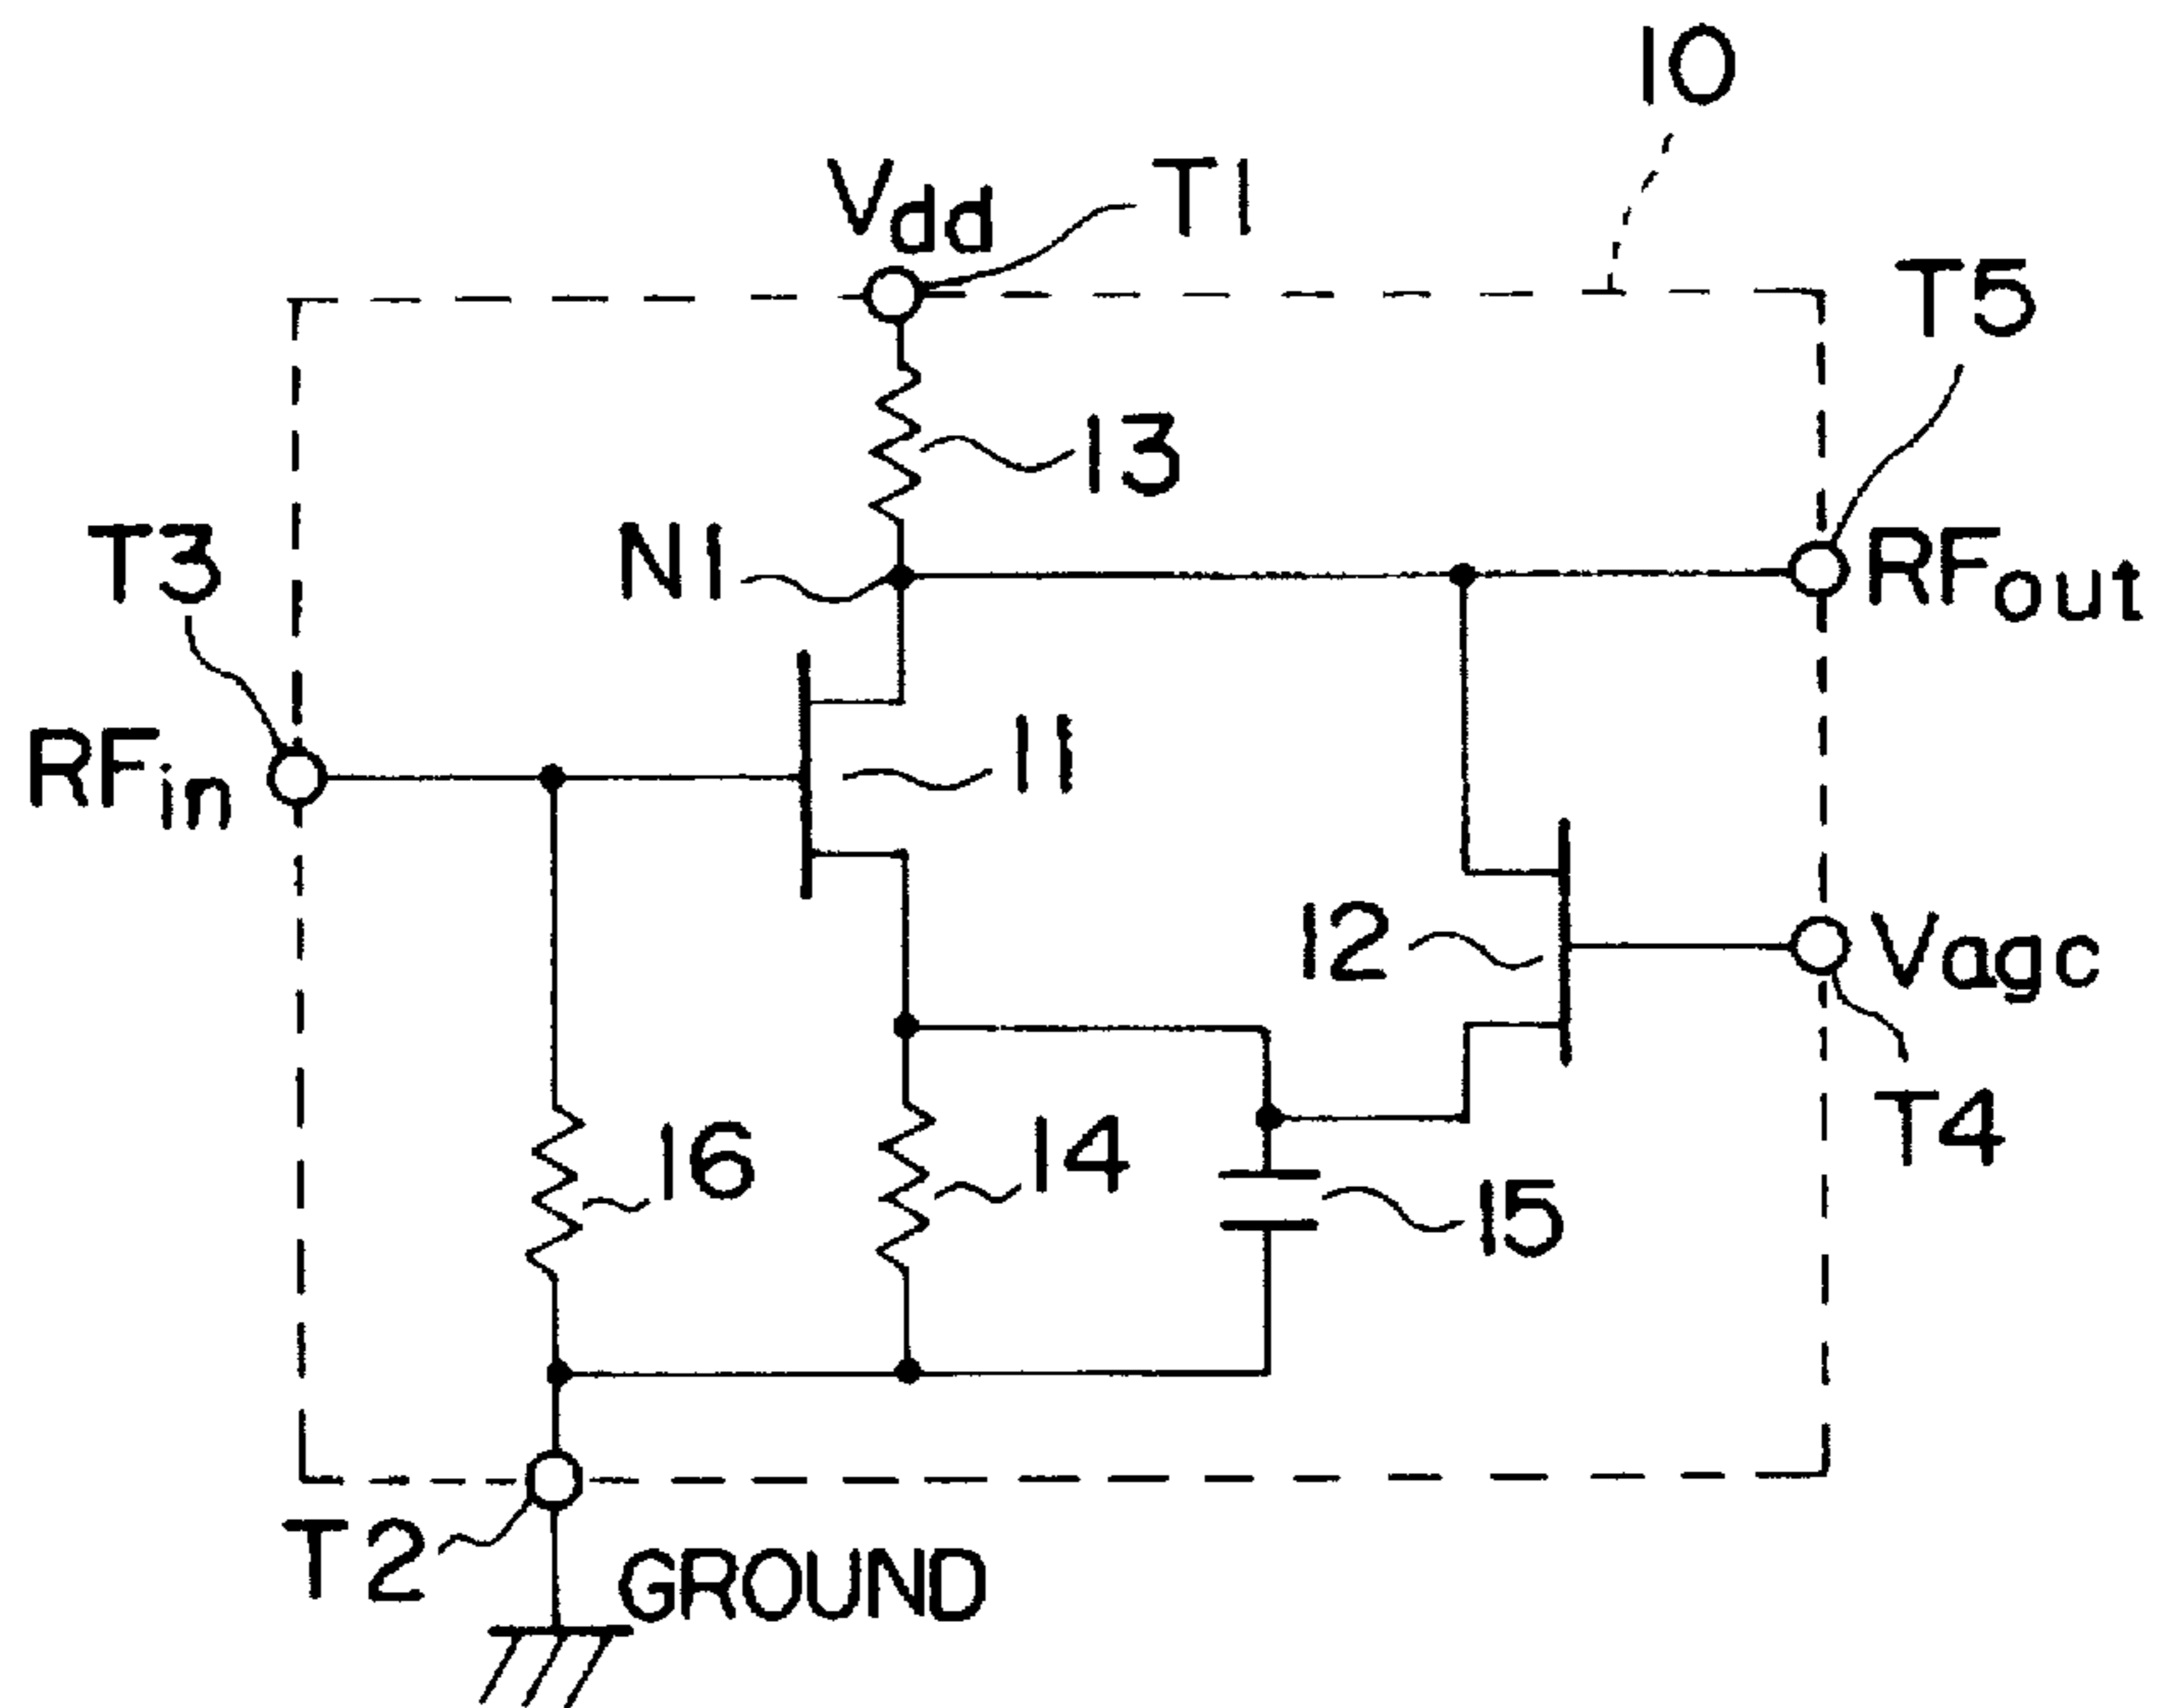 10
Vdd
T1
T5
13
T3
N1
RFout
RFin
11
12
Vagc
T4
16
14
15
T2
GROUND